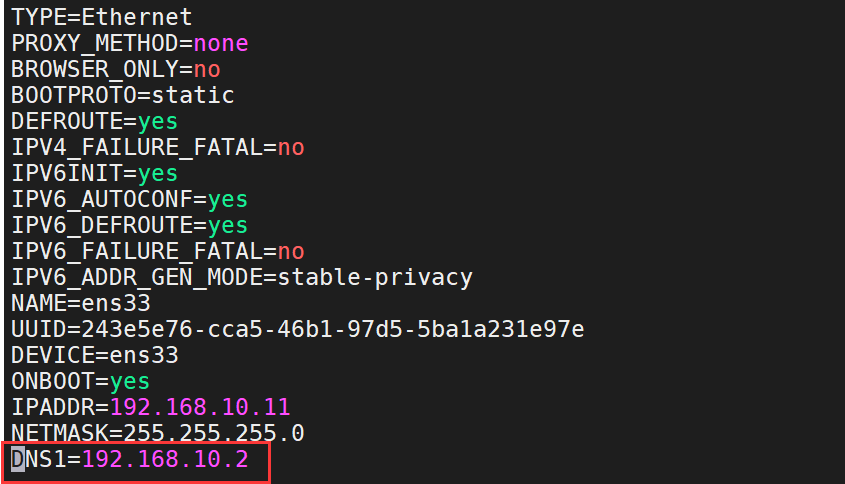 TYPE=Ethernet
PROXY_METHOD=none
BROWSER_ONLY=no
BOOTPROTO=static
DEFROUTE=yes
IPV4_FAILURE_FATAL=no
IPV6INIT=yes
IPV6_AUTOCONF=yes
IPV6_DEFROUTE=yes
IPV6_FAILURE_FATAL=no
IPV6_ADDR_GEN_MODE=stable-privacy
NAME=ens33
UUID=243e5e76-cca5-46b1-97d5-5ba1a231e97e
DEVICE=ens33
ONBOOT=yes
IPADDR=192.168.10.11
NETMASK=255.255.255.0
DNS1=192.168.10.2